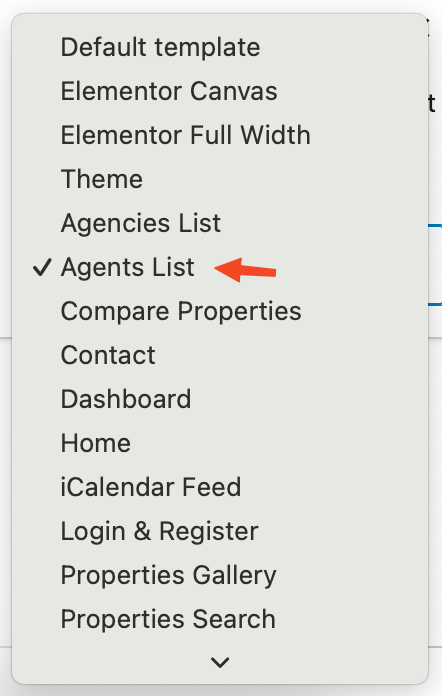 Default template
Elementor Canvas
Elementor Full Width
Theme
Agencies List
Agents List
Compare Properties
Contact
Dashboard
Home
iCalendar Feed
Login & Register
Properties Gallery
Properties Search
t